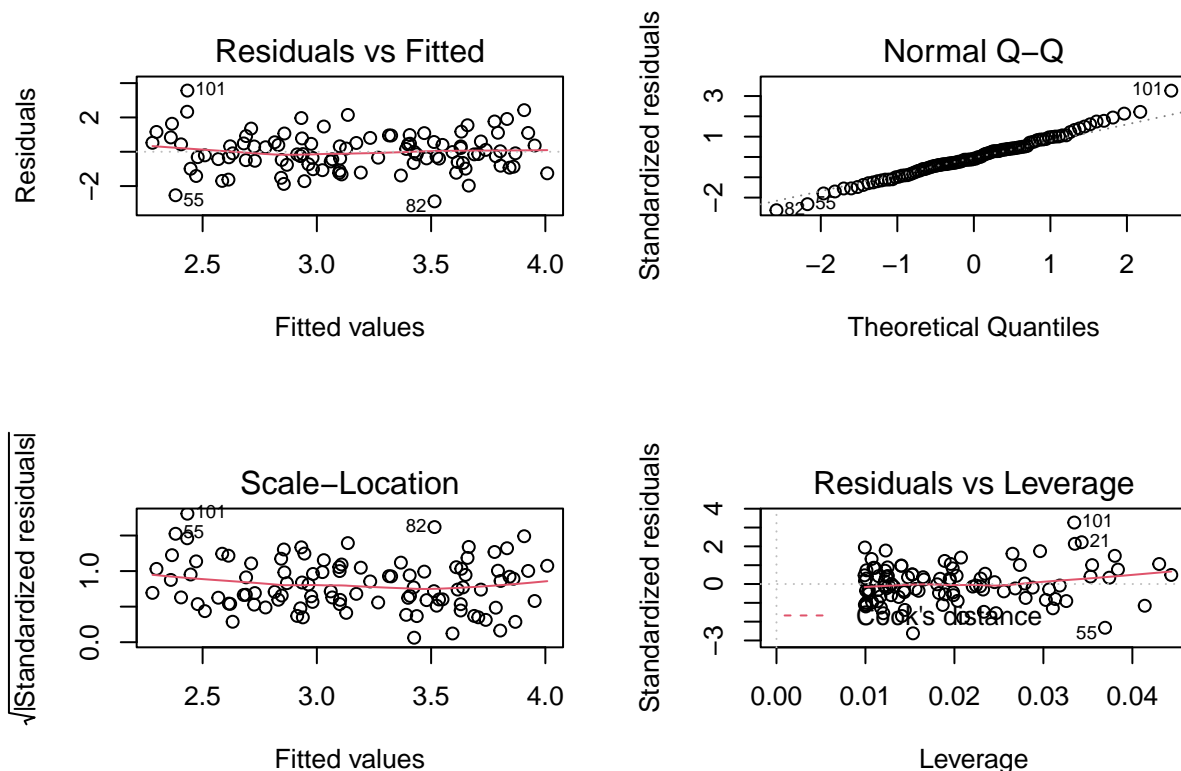 Residuals vs Fitted
Residuals
2
−2
101
55
82
2.5 3.0 3.5 4.0
Fitted values
Normal Q−Q
Standardized residuals
3
1
−2
101
82
55
−2 −1 0 1 2
Theoretical Quantiles
Scale−Location
√|Standardized residuals|
1.0
0.0
101
55
82
2.5 3.0 3.5 4.0
Fitted values
Residuals vs Leverage
Standardized residuals
4
2
0
−3
101
21
55
Cook's distance
0.00 0.01 0.02 0.03 0.04
Leverage